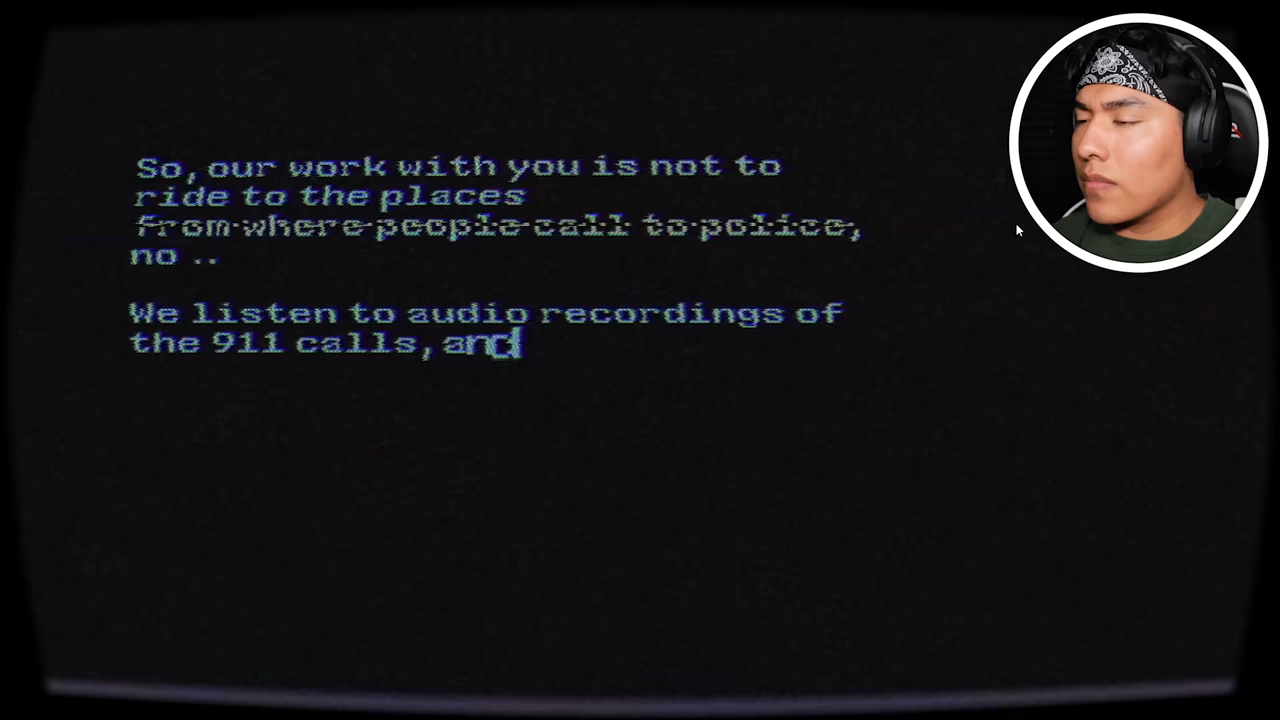 So, our work with you is not to
ride to the places
from where people call to police,
no ..
We listen to audio recordings of
the 911 calls, and